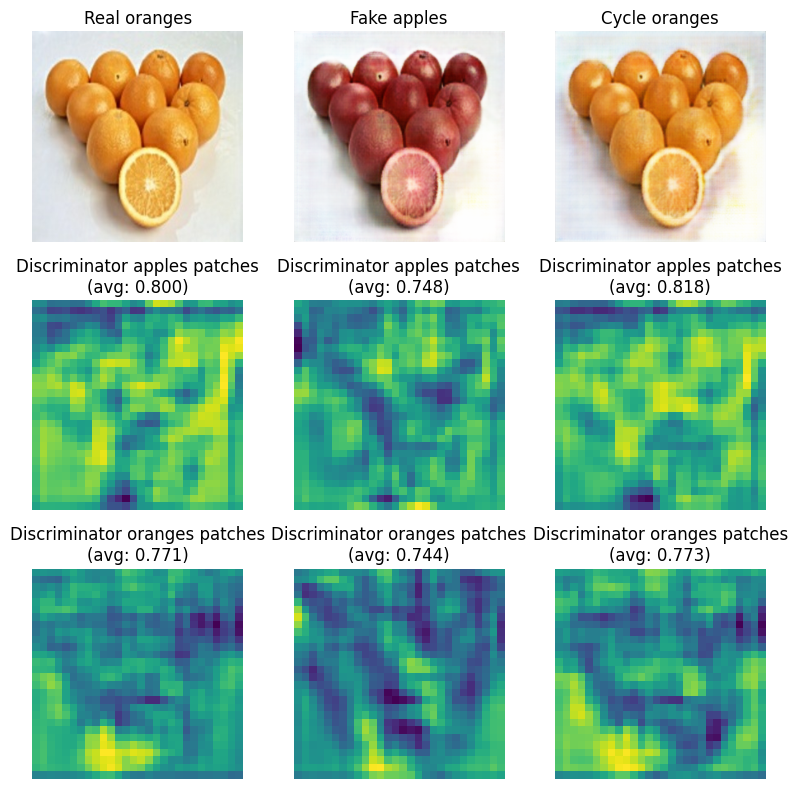 Real oranges
Fake apples
Cycle oranges
Discriminator apples patches
(avg: 0.800)
Discriminator apples patches
(avg: 0.748)
Discriminator apples patches
(avg: 0.818)
Discriminator oranges patches
(avg: 0.771)
Discriminator oranges patches
(avg: 0.744)
Discriminator oranges patches
(avg: 0.773)